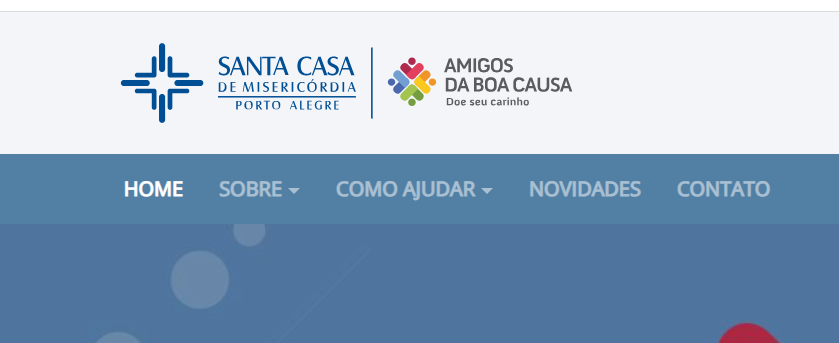 SANTA CASA
DE MISERICÓRDIA
PORTO ALEGRE
AMIGOS
DA BOA CAUSA
Doe seu carinho
HOME SOBRE COMO AJUDAR NOVIDADES CONTATO